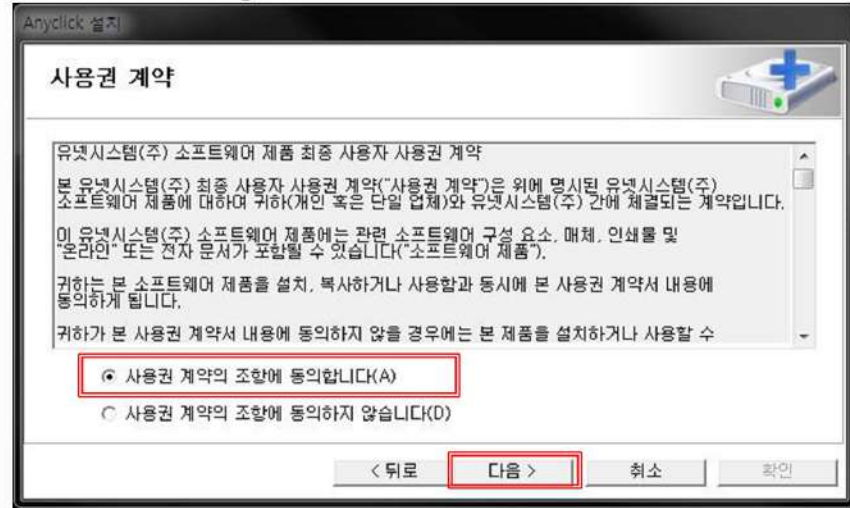 Anyclick 설치
사용권 계약
유넷시스템(주) 소프트웨어 제품 최종 사용자 사용권 계약
본 유넷시스템(주) 최종 사용자 사용권 계약("사용권 계약")은 위에 명시된 유넷시스템(주)
소프트웨어 제품에 대하여 귀하(개인 혹은 단일 업체)와 유넷시스템(주) 간에 체결되는 계약입니다.
이 유넷시스템(주) 소프트웨어 제품에는 관련 소프트웨어 구성 요소, 매체, 인쇄물 및
"온라인" 또는 전자 문서가 포함될 수 있습니다("소프트웨어 제품").
귀하는 본 소프트웨어 제품을 설치, 복사하거나 사용함과 동시에 본 사용권 계약서 내용에
동의하게 됩니다.
귀하가 본 사용권 계약서 내용에 동의하지 않을 경우에는 본 제품을 설치하거나 사용할 수
사용권 계약의 조항에 동의합니다(A)
사용권 계약의 조항에 동의하지 않습니다(D)
< 뒤로 다음 > 취소 확인